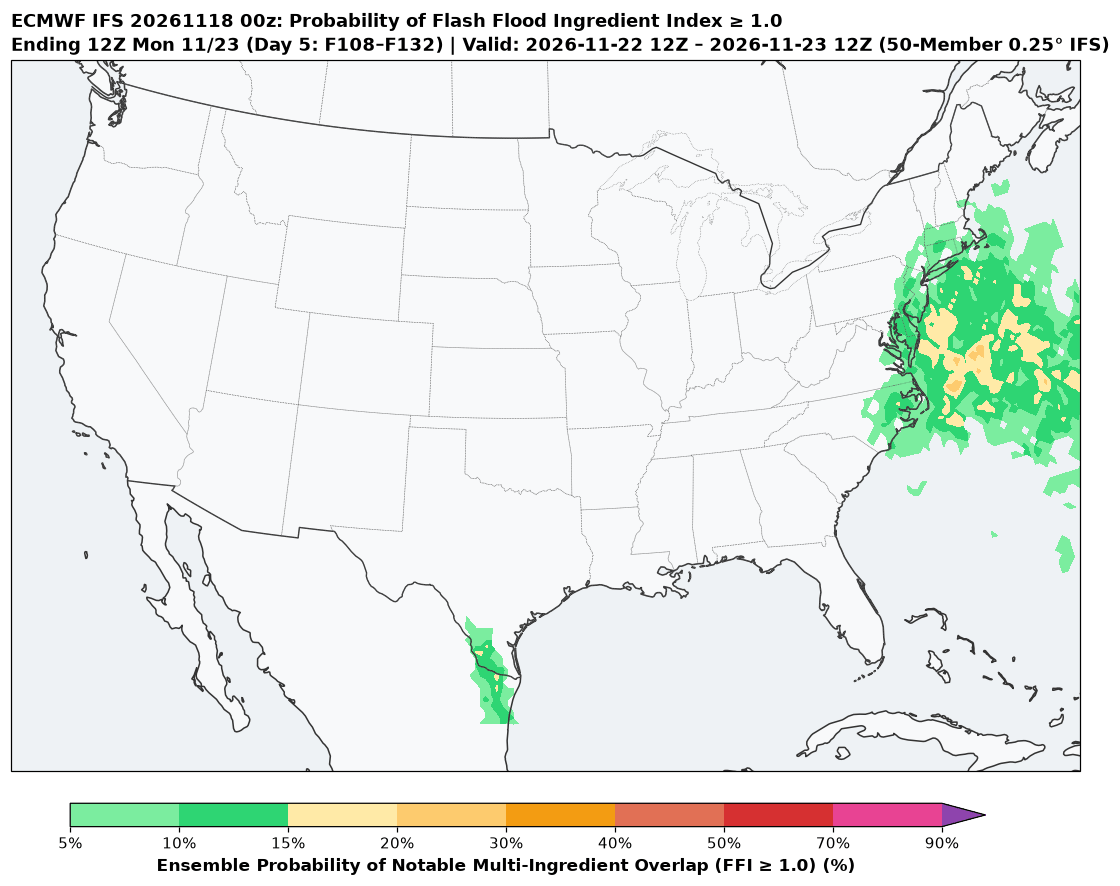 ECMWF IFS 20261118 00z: Probability of Flash Flood Ingredient Index ≥ 1.0
Ending 12Z Mon 11/23 (Day 5: F108–F132) | Valid: 2026-11-22 12Z – 2026-11-23 12Z (50-Member 0.25° IFS)
5% 10% 15% 20% 30% 40% 50% 70% 90%
Ensemble Probability of Notable Multi-Ingredient Overlap (FFI ≥ 1.0) (%)